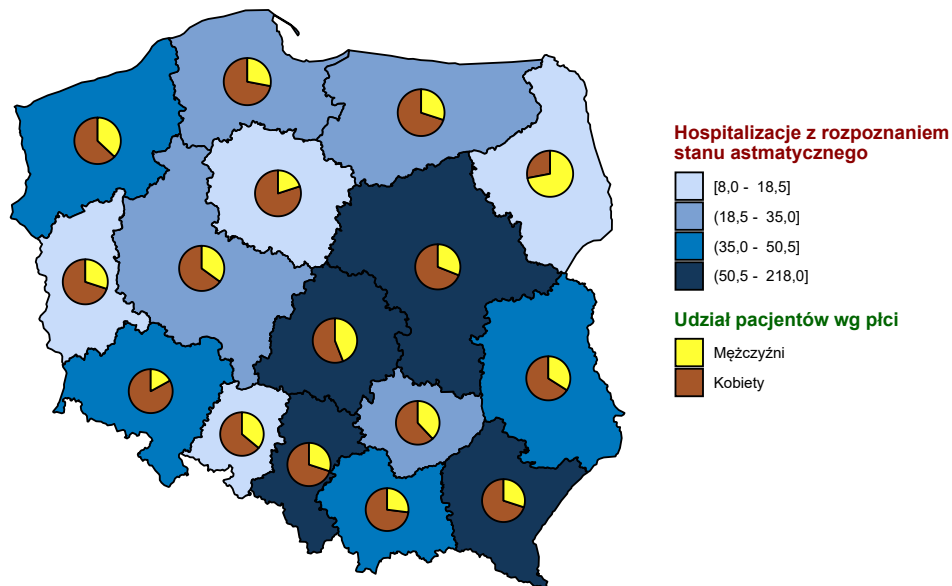 Hospitalizacje z rozpoznaniem
stanu astmatycznego
[8,0 - 18,5]
(18,5 - 35,0]
(35,0 - 50,5]
(50,5 - 218,0]
Udział pacjentów wg płci
Mężczyźni
Kobiety